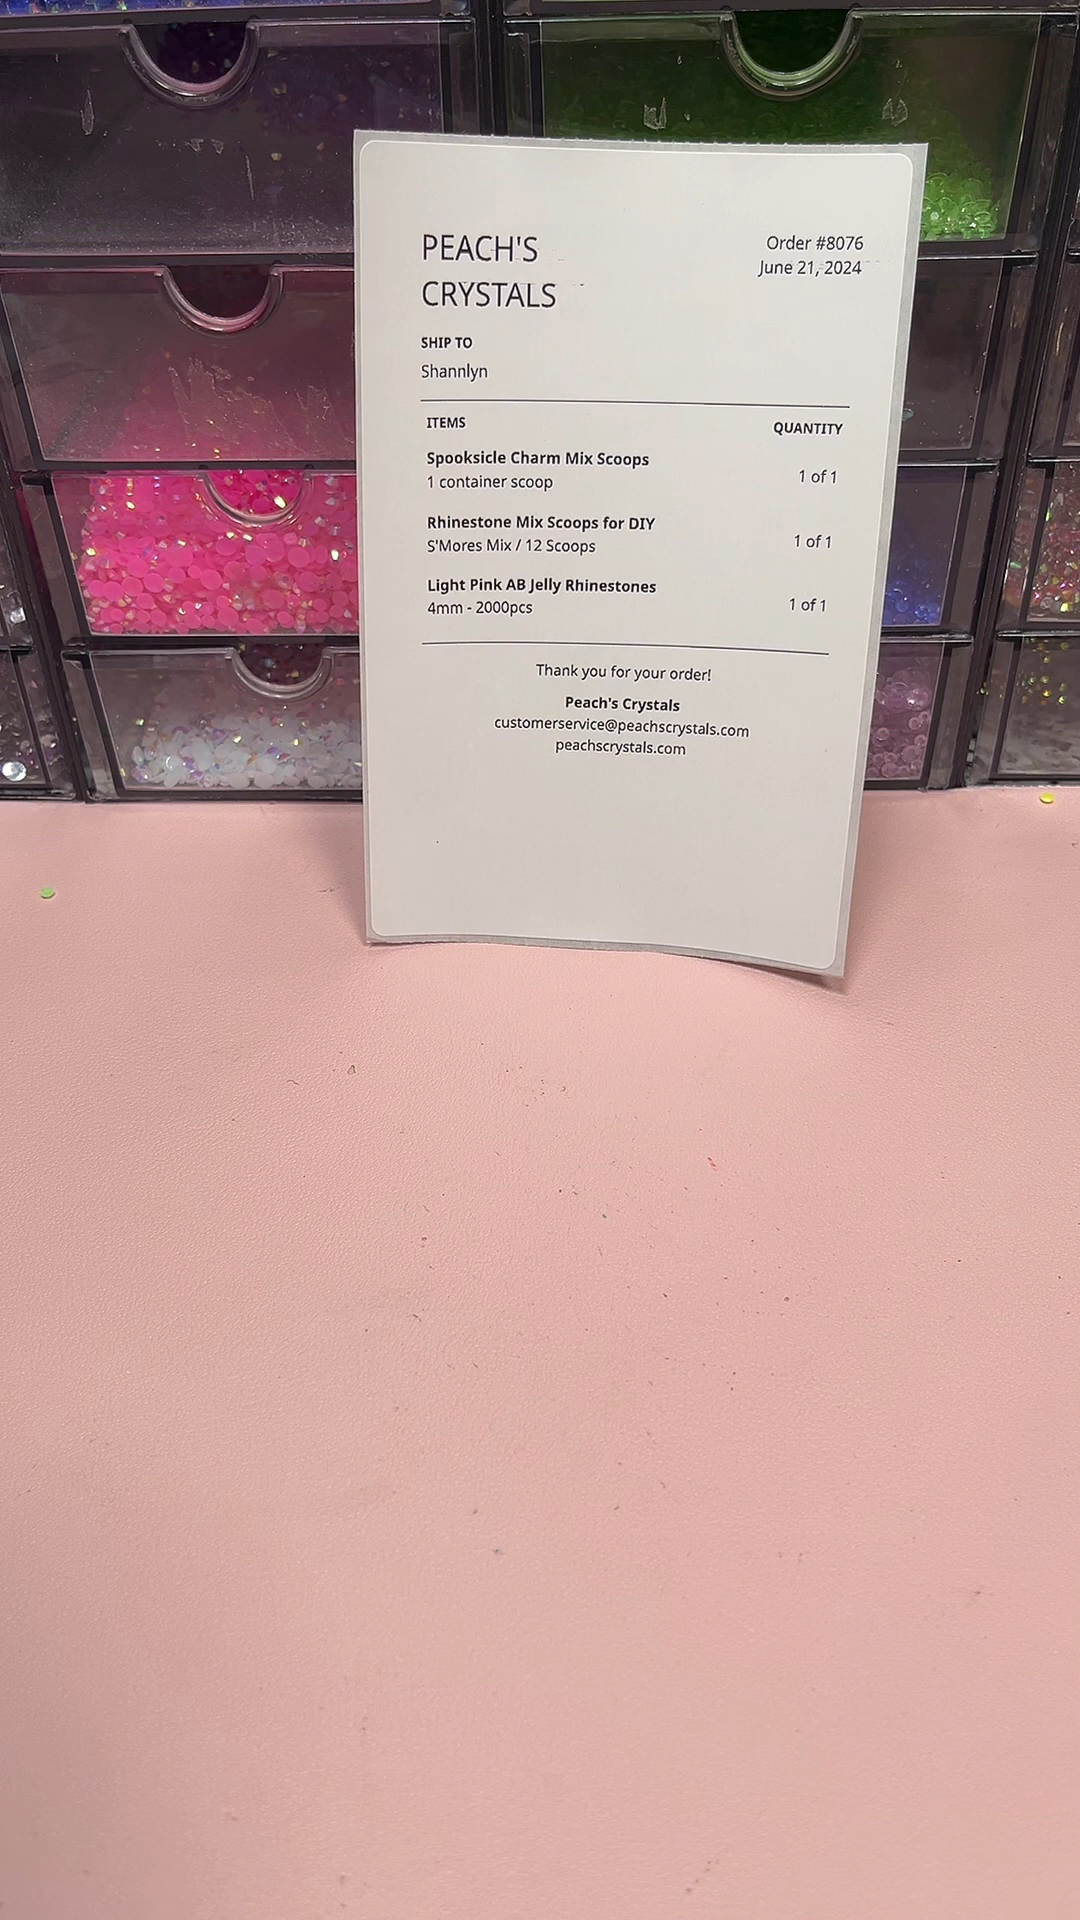 PEACH'S
CRYSTALS
Order #8076
June 21, 2024
SHIP TO
Shannlyn
ITEMS QUANTITY
Spooksicle Charm Mix Scoops
1 container scoop
1 of 1
Rhinestone Mix Scoops for DIY
S'Mores Mix / 12 Scoops
1 of 1
Light Pink AB Jelly Rhinestones
4mm - 2000pcs
1 of 1
Thank you for your order!
Peach's Crystals
customerservice@peachscrystals.com
peachscrystals.com